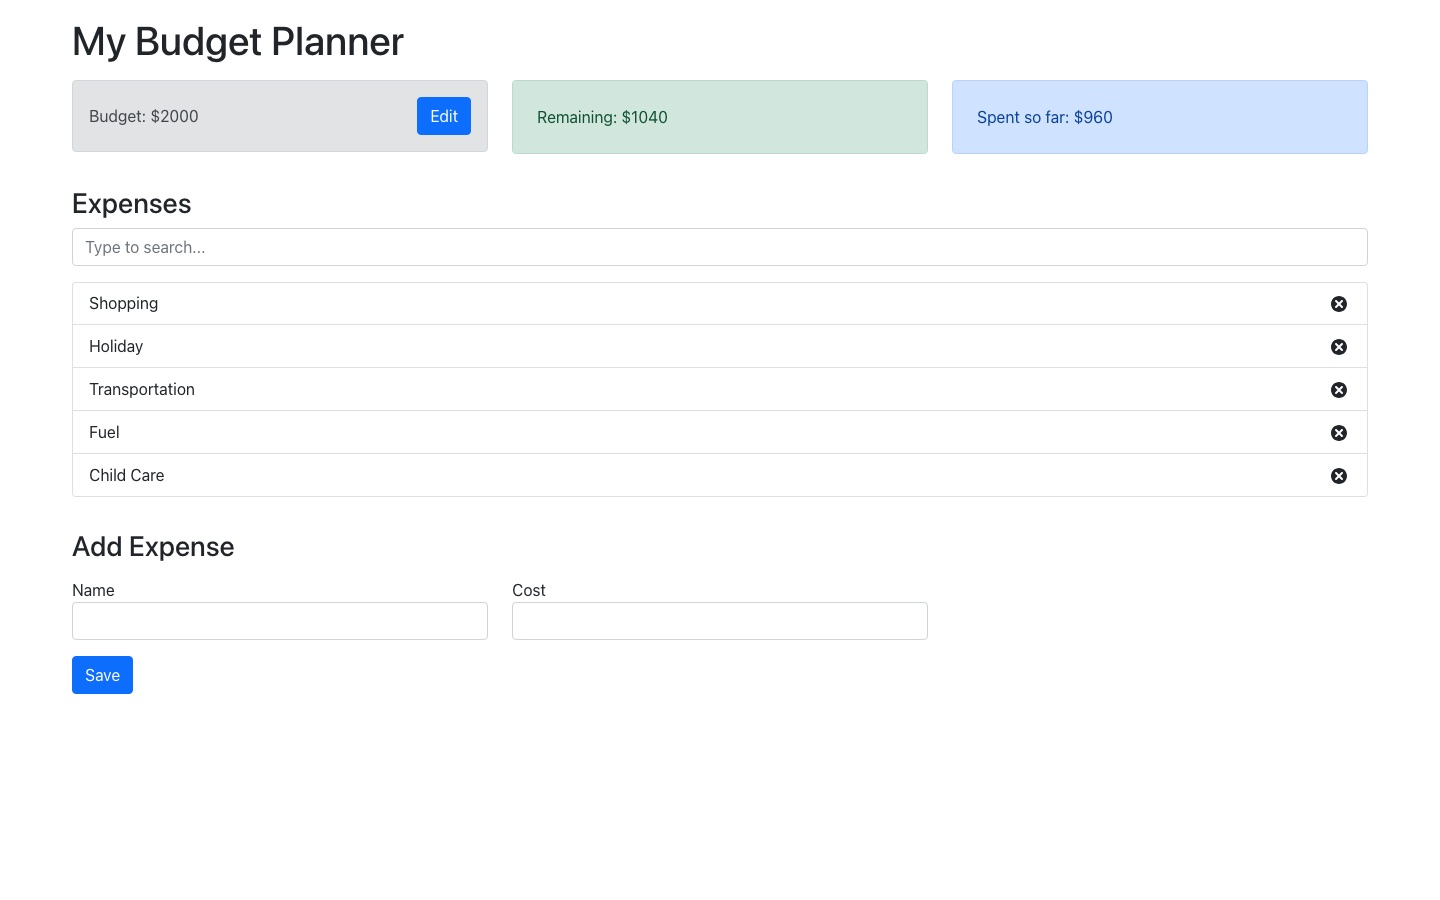 My Budget Planner
Budget: $2000
Edit
Remaining: $1040
Spent so far: $960
Expenses
Type to search...
Shopping
Holiday
Transportation
Fuel
Child Care
Add Expense
Name
Cost
Save